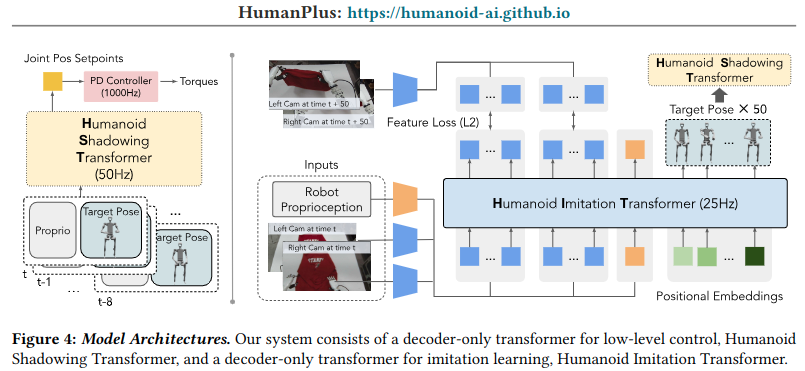 HumanPlus: https://humanoid-ai.github.io
Joint Pos Setpoints
PD Controller
(1000Hz)
Torques
Humanoid
Shadowing
Transformer
(50Hz)
Proprio
Target Pose
...
Target Pose
t
t-1
...
t-8
Left Cam at time t + 50
Right Cam at time t + 50
Feature Loss (L2)
...
...
Humanoid Shadowing
Transformer
Target Pose × 50
...
...
...
Inputs
Robot
Proprioception
Left Cam at time t
Right Cam at time t
Humanoid Imitation Transformer (25Hz)
...
...
...
Positional Embeddings
Figure 4: Model Architectures. Our system consists of a decoder-only transformer for low-level control, Humanoid
Shadowing Transformer, and a decoder-only transformer for imitation learning, Humanoid Imitation Transformer.